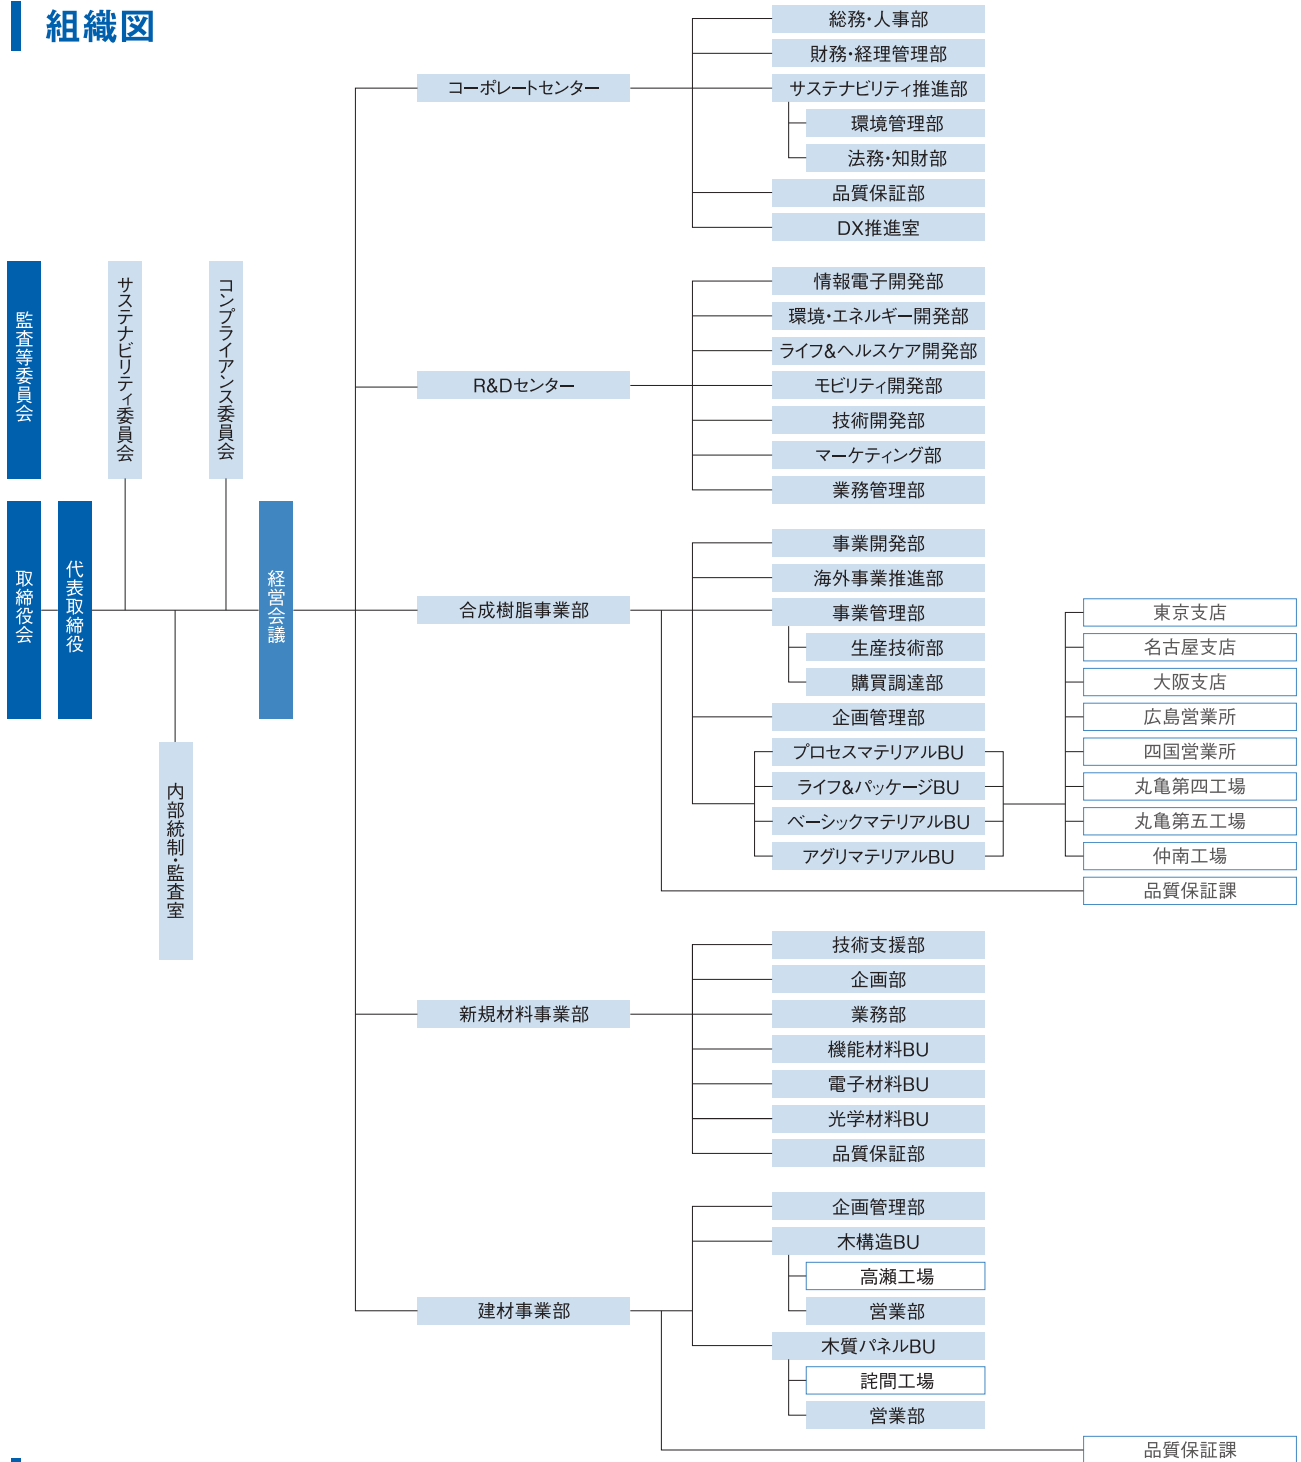 組織図
監査等委員会
取締役会
代表取締役
サステナビリティ委員会
コンプライアンス委員会
内部統制・監査室
経営会議
コーポレートセンター
総務・人事部
財務・経理管理部
サステナビリティ推進部
環境管理部
法務・知財部
品質保証部
DX推進室
R&Dセンター
情報電子開発部
環境・エネルギー開発部
ライフ&ヘルスケア開発部
モビリティ開発部
技術開発部
マーケティング部
業務管理部
合成樹脂事業部
事業開発部
海外事業推進部
事業管理部
生産技術部
購買調達部
企画管理部
プロセスマテリアルBU
ライフ&パッケージBU
ベーシックマテリアルBU
アグリマテリアルBU
東京支店
名古屋支店
大阪支店
広島営業所
四国営業所
丸亀第四工場
丸亀第五工場
仲南工場
品質保証課
新規材料事業部
技術支援部
企画部
業務部
機能材料BU
電子材料BU
光学材料BU
品質保証部
建材事業部
企画管理部
木構造BU
高瀬工場
営業部
木質パネルBU
詫間工場
営業部
品質保証課